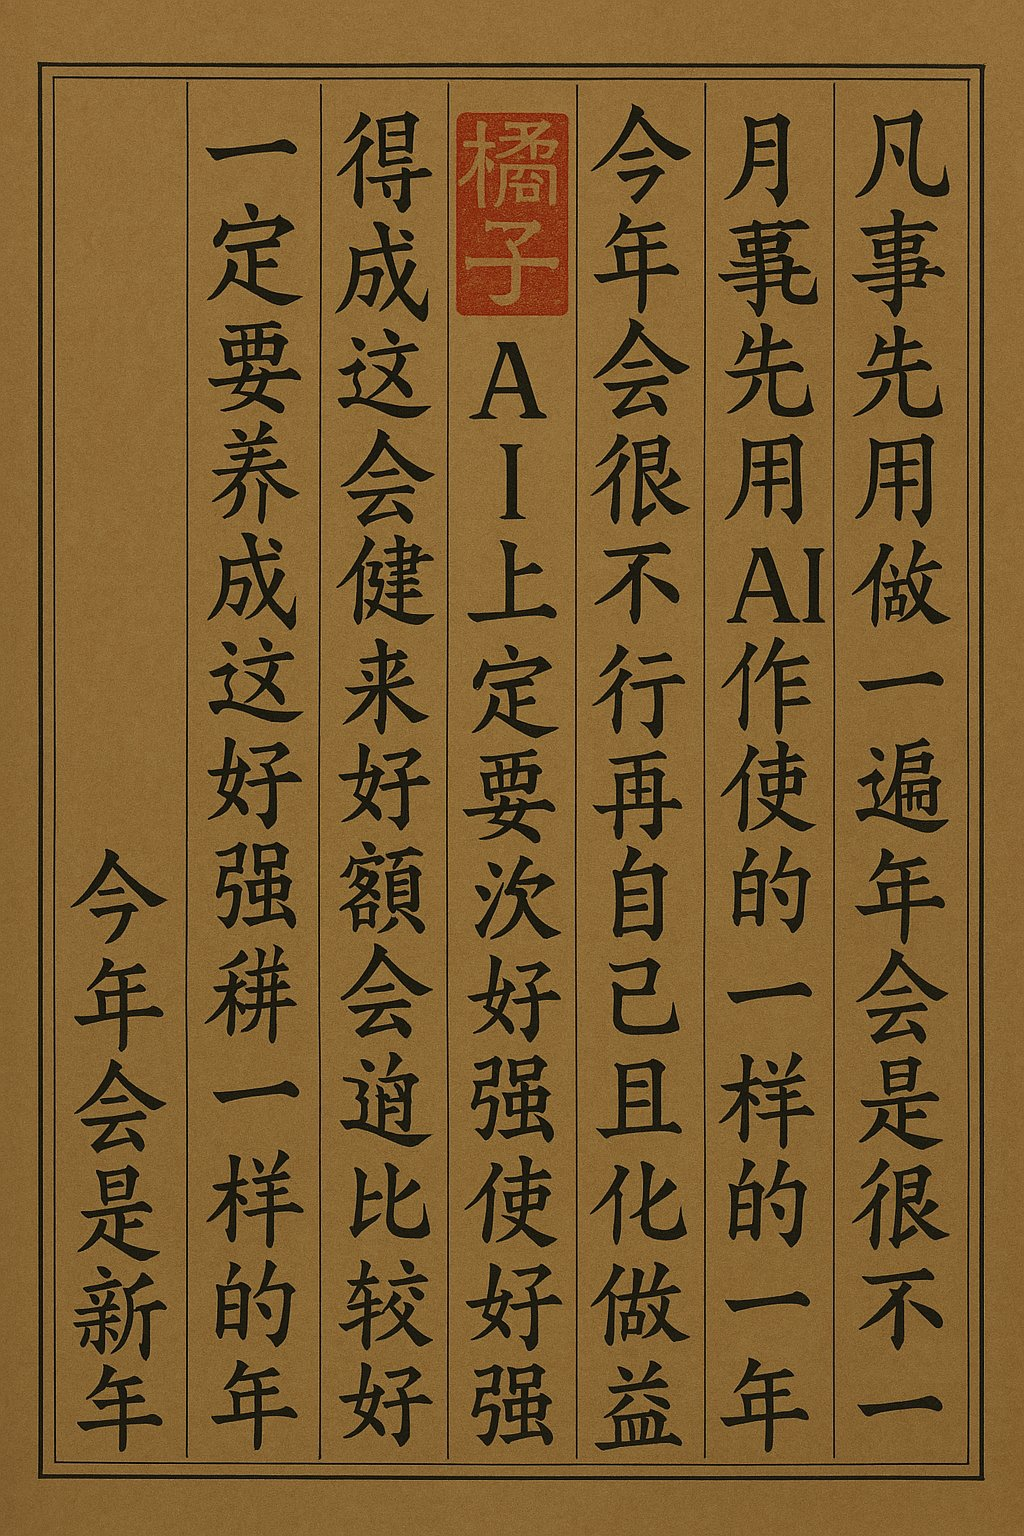 凡事先用做一遍年会是很不一
月事先用AI作使的一样的一年
今年会很不行再自己且化做益
橘子AI上定要次好强使好强
得成这会健来好額会比较好
一定要养成这好强一样的年
今年会是新年